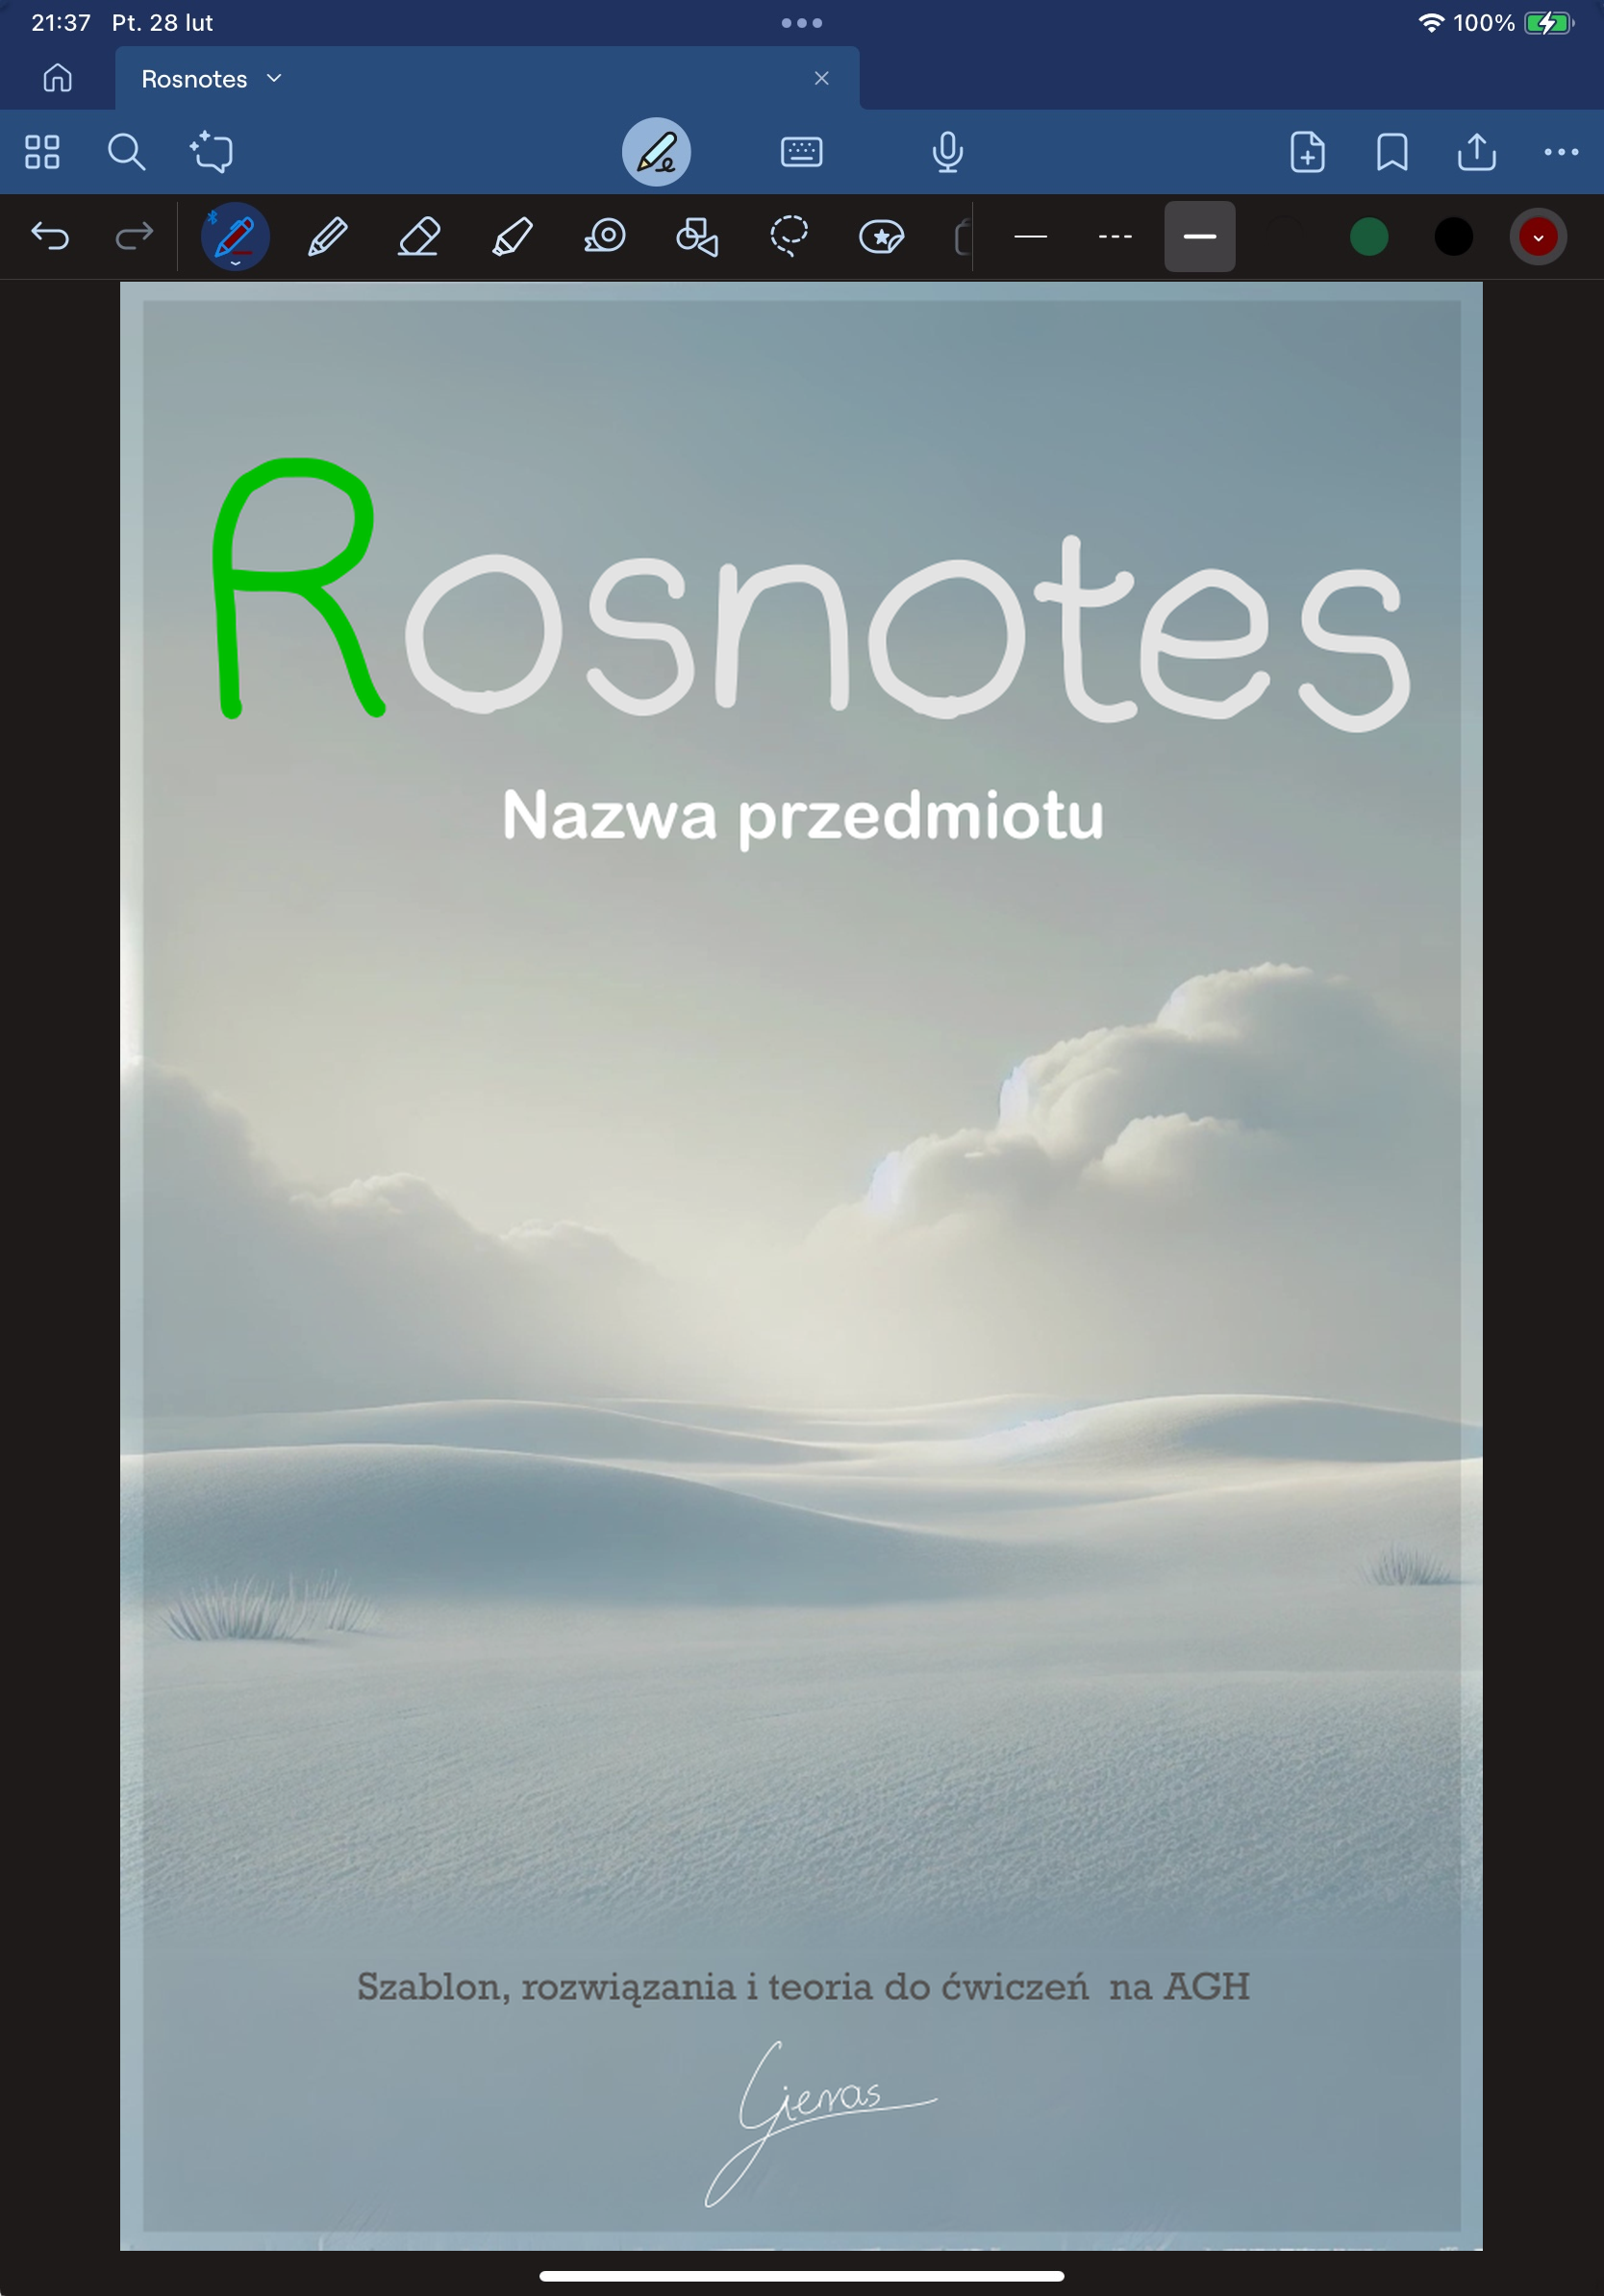 21:37 Pt. 28 lut
100%
Rosnotes
Rosnotes
Nazwa przedmiotu
Szablon, rozwiązania i teoria do ćwiczeń na AGH
Gieras